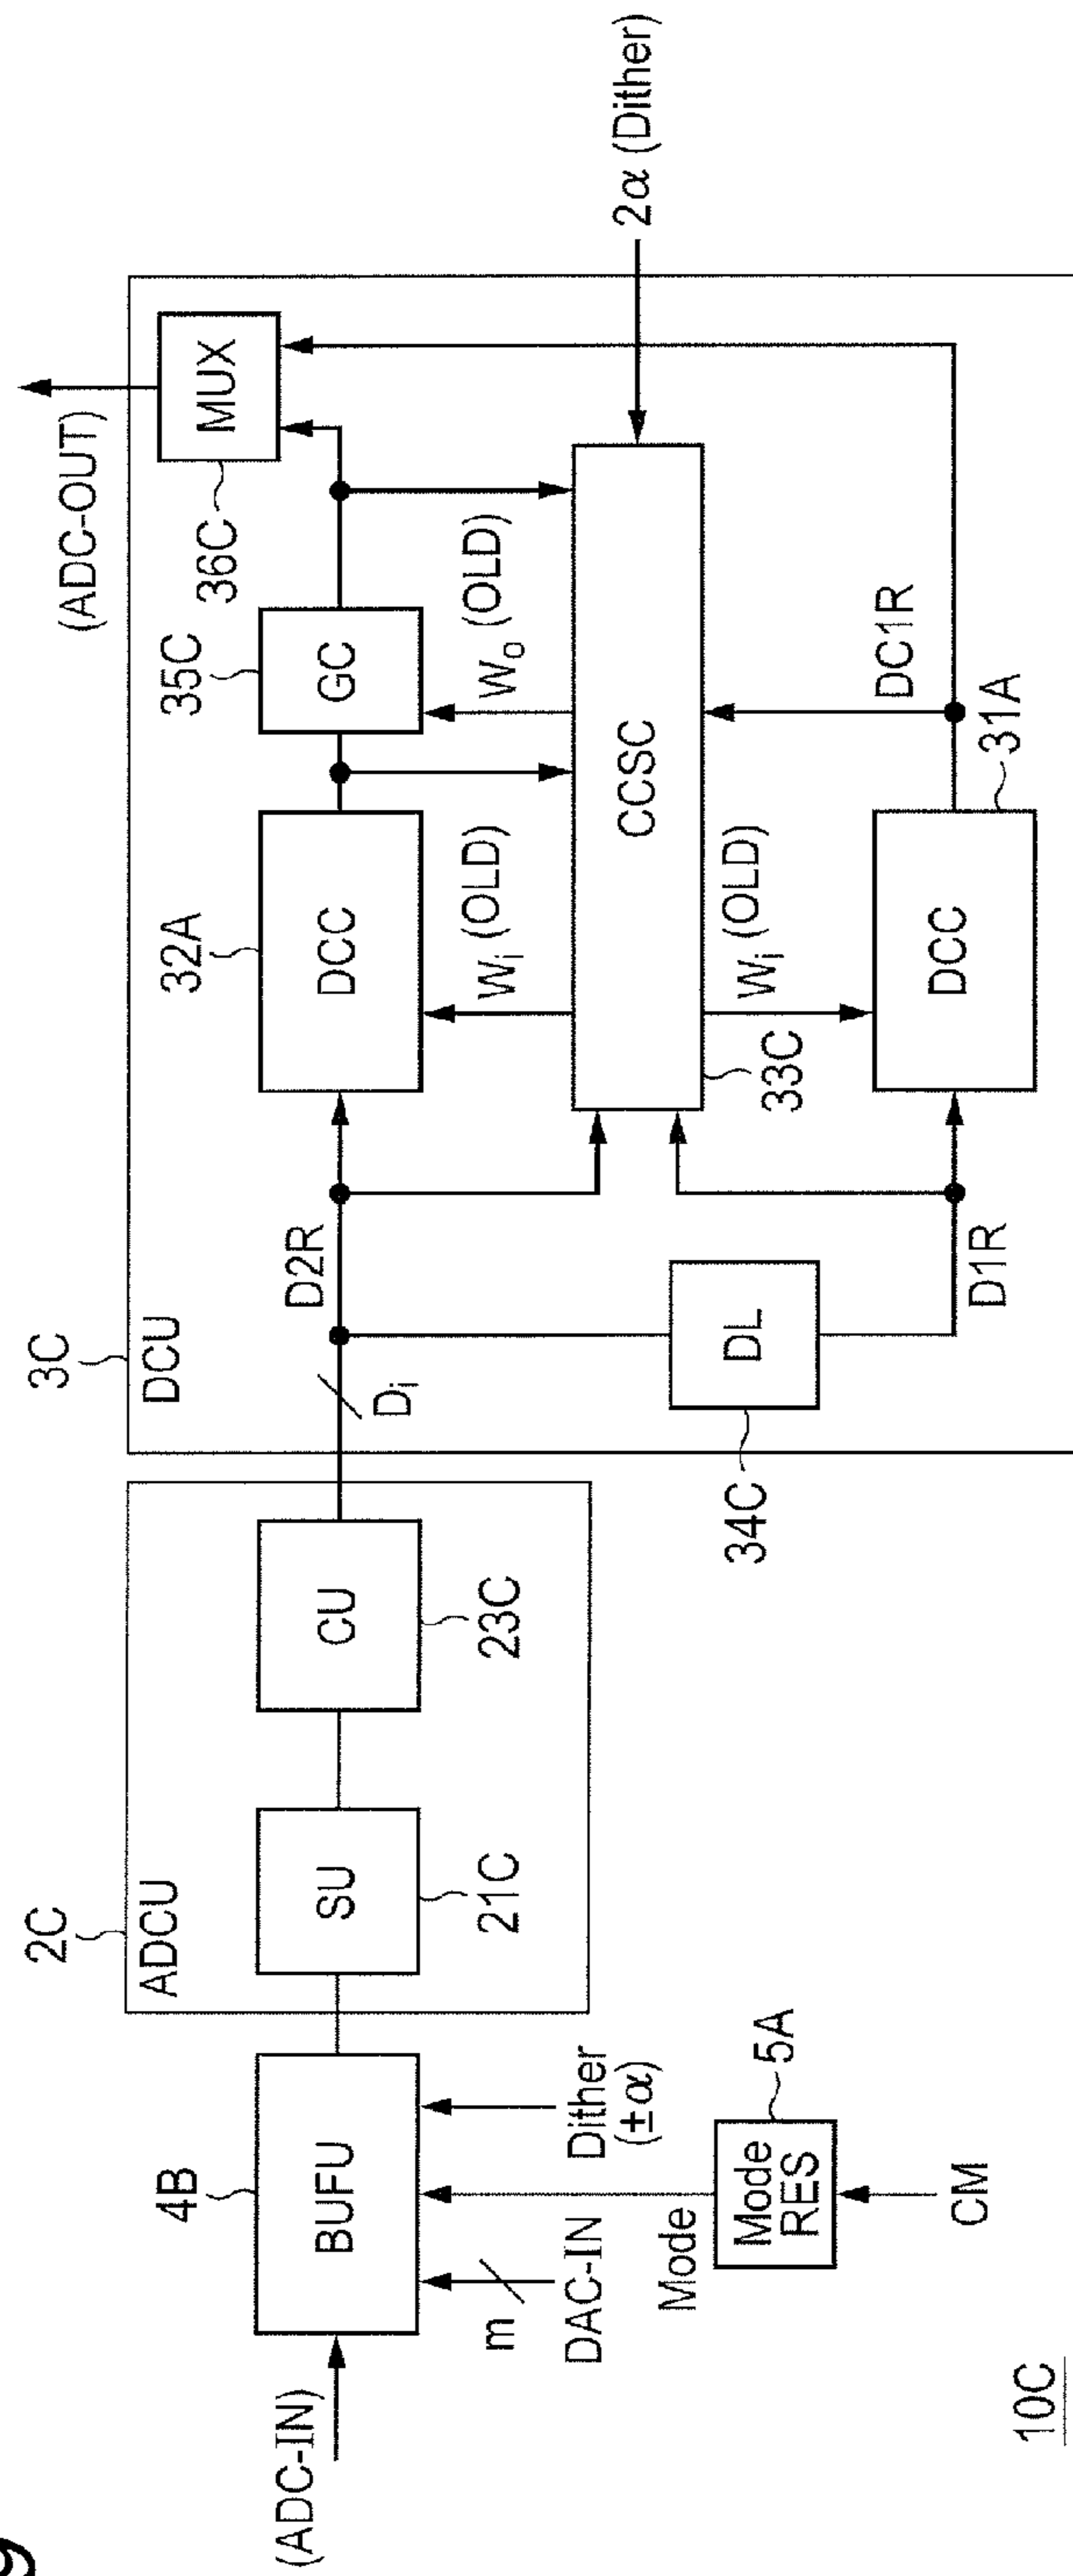 9
10C
(ADC-IN)
4B
BUFU
m
DAC-IN
Mode
Dither
(±α)
5A
Mode
RES
CM
2C
ADCU
SU
21C
CU
23C
3C
DCU
Di
D2R
DL
34C
D1R
32A
DCC
Wi (OLD)
35C
GC
Wo (OLD)
CCSC
33C
Wi (OLD)
DCC
31A
DC1R
36C
MUX
(ADC-OUT)
2α (Dither)